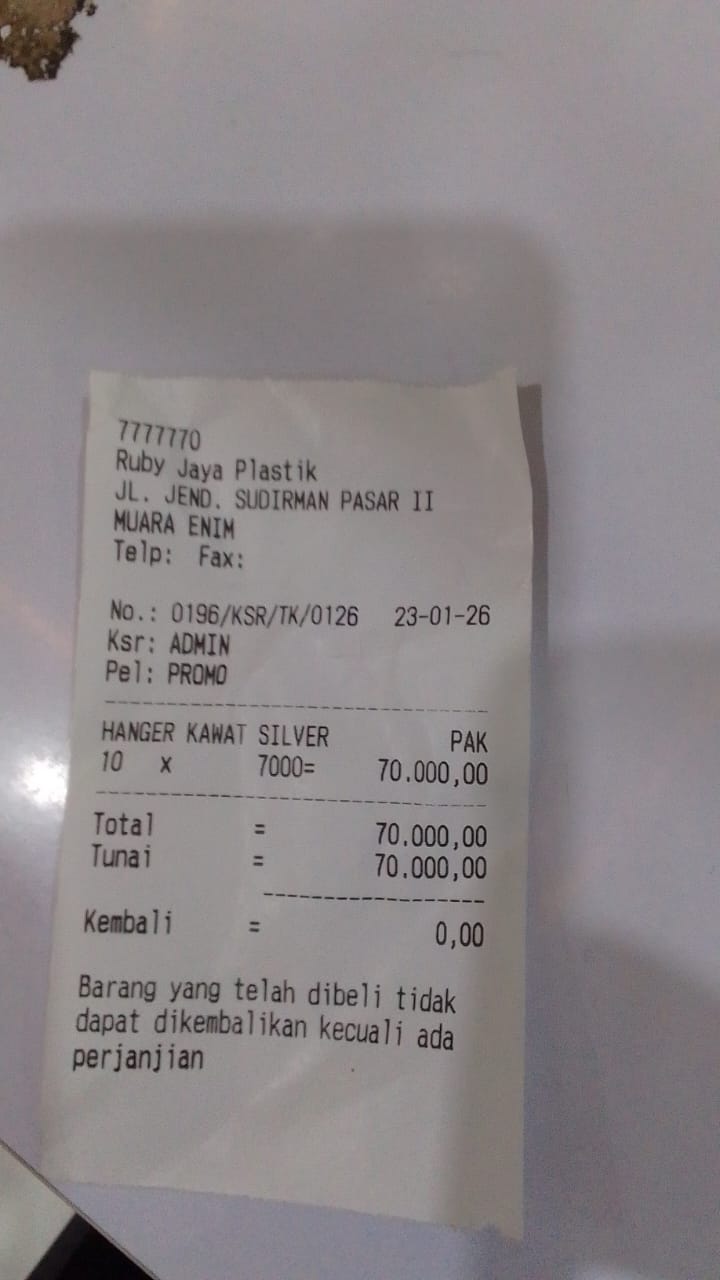 7777770
Ruby Jaya Plastik
JL. JEND. SUDIRMAN PASAR II
MUARA ENIM
Telp: Fax:
No.: 0196/KSR/TK/0126 23-01-26
Ksr: ADMIN
Pel: PROMO
HANGER KAWAT SILVER PAK
10 x 7000= 70.000,00
Total = 70.000,00
Tunai = 70.000,00
Kembali = 0,00
Barang yang telah dibeli tidak
dapat dikembalikan kecuali ada
perjanjian